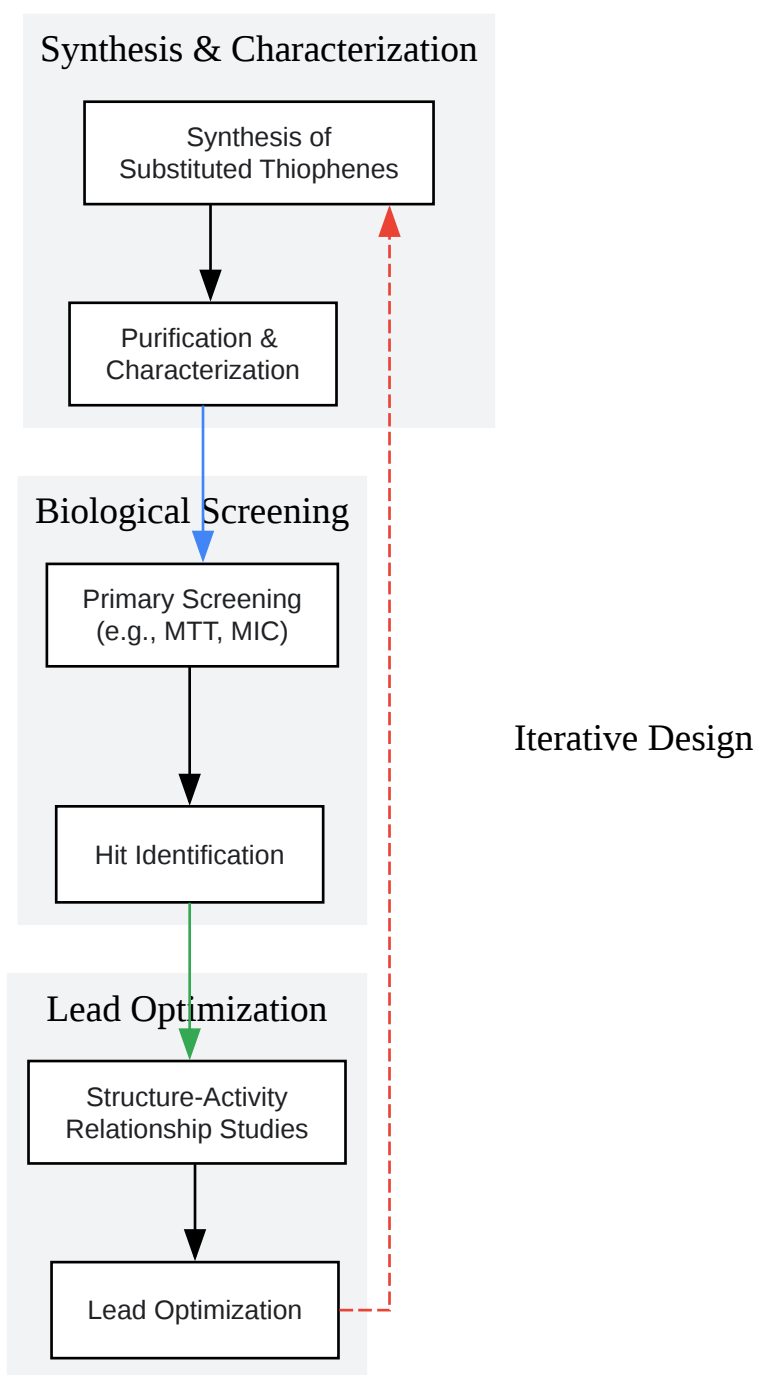 Synthesis & Characterization
Synthesis of
Substituted Thiophenes
Purification &
Characterization
Biological Screening
Primary Screening
(e.g., MTT, MIC)
Iterative Design
Hit Identification
Lead Optimization
Structure-Activity
Relationship Studies
Lead Optimization